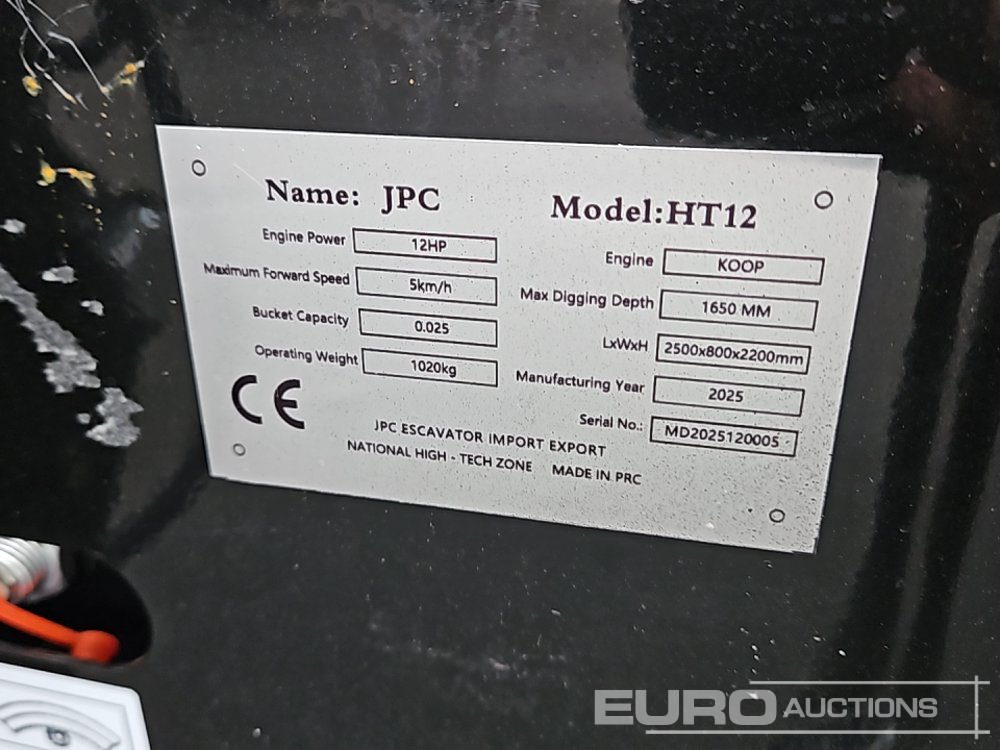 Name: JPC
Engine Power 12HP
Maximum Forward Speed 5km/h
Bucket Capacity 0.025
Operating Weight 1020kg
Model:HT12
Engine KOOP
Max Digging Depth 1650 MM
LxWxH 2500x800x2200mm
Manufacturing Year 2025
Serial No.: MD2025120005
CE
JPC ESCAVATOR IMPORT EXPORT
NATIONAL HIGH - TECH ZONE MADE IN PRC
EURO AUCTIONS